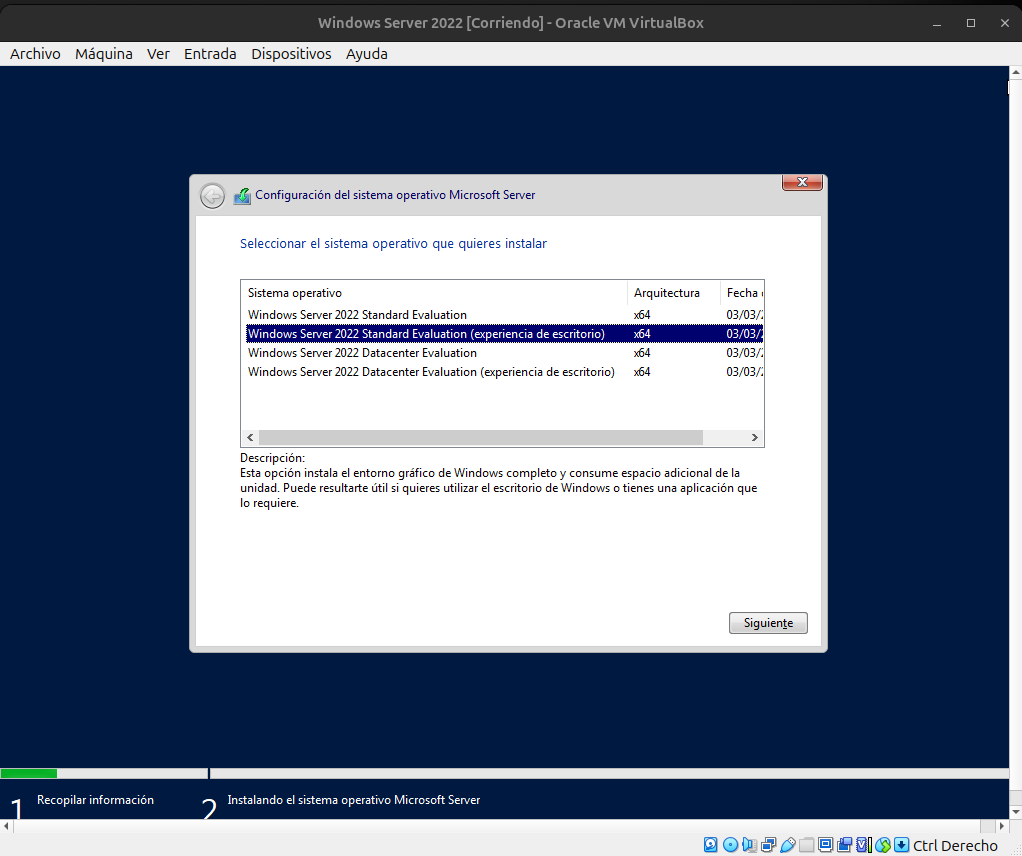 Windows Server 2022 [Corriendo] - Oracle VM VirtualBox
Archivo Máquina Ver Entrada Dispositivos Ayuda
Configuración del sistema operativo Microsoft Server
Seleccionar el sistema operativo que quieres instalar
Sistema operativo Arquitectura Fecha
Windows Server 2022 Standard Evaluation x64 03/03/
Windows Server 2022 Standard Evaluation (experiencia de escritorio) x64 03/03/
Windows Server 2022 Datacenter Evaluation x64 03/03/
Windows Server 2022 Datacenter Evaluation (experiencia de escritorio) x64 03/03/
Descripción:
Esta opción instala el entorno gráfico de Windows completo y consume espacio adicional de la
unidad. Puede resultarte útil si quieres utilizar el escritorio de Windows o tienes una aplicación que
lo requiere.
Siguiente
1 Recopilar información 2 Instalando el sistema operativo Microsoft Server
Ctrl Derecho